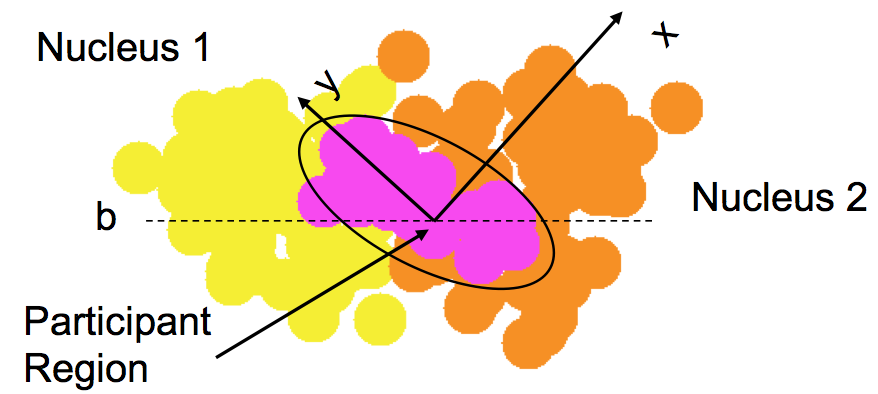 Nucleus 1
y
x
b
Nucleus 2
Participant
Region